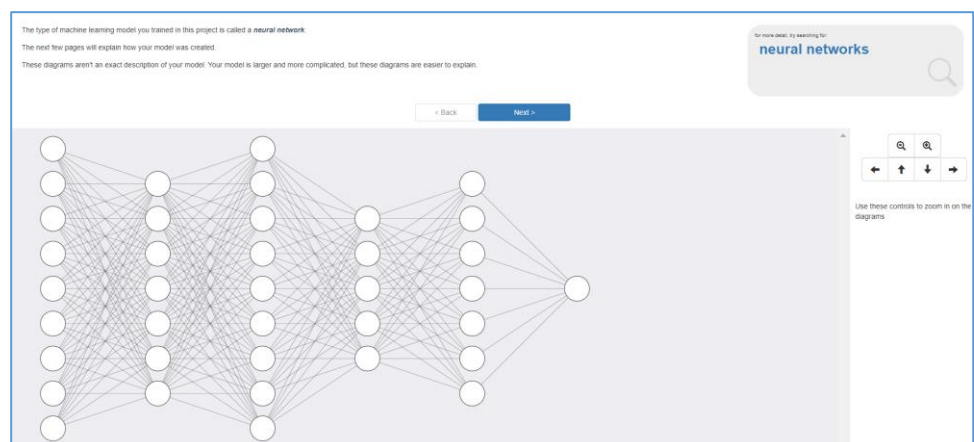 The type of machine learning model you trained in this project is called a neural network
The next few pages will explain how your model was created.
These diagrams aren't an exact description of your model. Your model is larger and more complicated, but these diagrams are easier to explain.
for more detail, try searching for:
neural networks
< Back
Next >
Use these controls to zoom in on the
diagrams